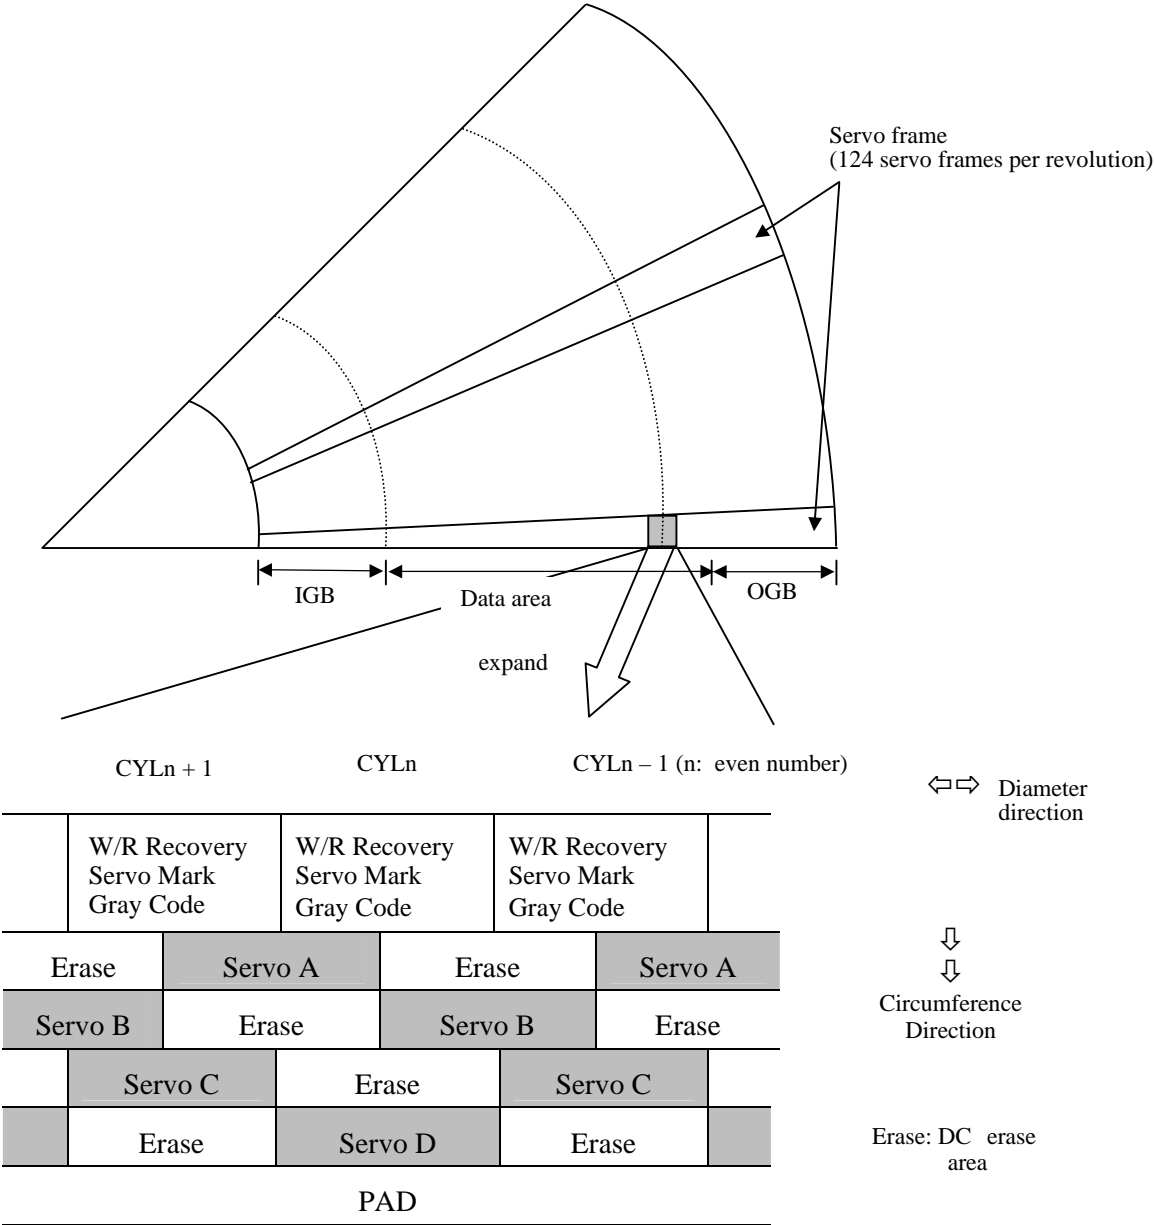 Servo frame
(124 servo frames per revolution)
IGB
Data area
OGB
expand
CYLn + 1
CYLn
CYLn – 1 (n: even number)
Diameter
direction
W/R Recovery
Servo Mark
Gray Code
W/R Recovery
Servo Mark
Gray Code
W/R Recovery
Servo Mark
Gray Code
Erase
Servo A
Erase
Servo A
Servo B
Erase
Servo B
Erase
Circumference
Direction
Servo C
Erase
Servo C
Erase
Servo D
Erase
Erase: DC erase
area
PAD